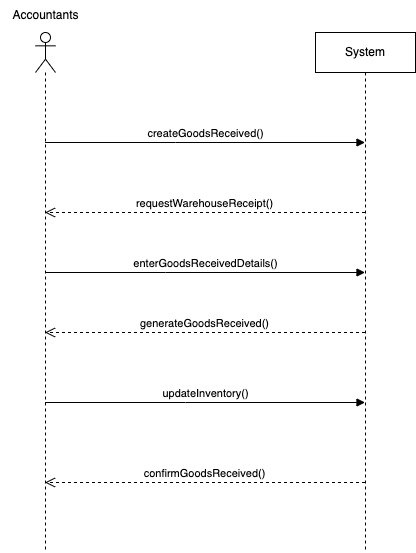 Accountants
System
createGoodsReceived()
requestWarehouseReceipt()
enterGoodsReceivedDetails()
generateGoodsReceived()
updateInventory()
confirmGoodsReceived()